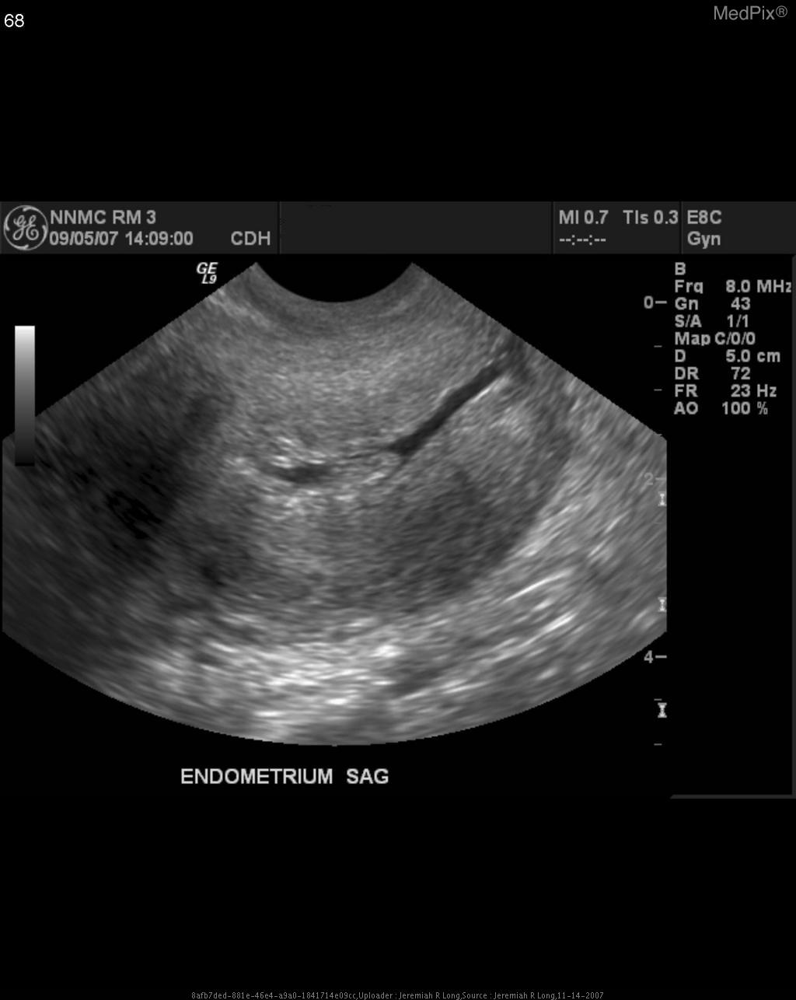 68
MedPix®
GE
NNMC RM 3
09/05/07 14:09:00 CDH
MI 0.7 TIs 0.3
--:--:--
E8C
Gyn
GE
L9
B
Frq 8.0 MHz
Gn 43
S/A 1/1
Map C/0/0
D 5.0 cm
DR 72
FR 23 Hz
AO 100 %
0
2
4
ENDOMETRIUM SAG
8afb7ded-881e-46e4-a9a0-1841714e09cc,Uploader : Jeremiah R Long,Source : Jeremiah R Long,11-14-2007